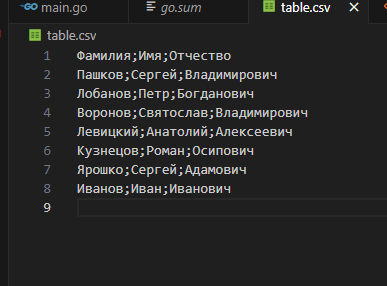 main.go
go.sum
table.csv
table.csv
1 Фамилия;Имя;Отчество
2 Пашков;Сергей;Владимирович
3 Лобанов;Петр;Богданович
4 Воронов;Святослав;Владимирович
5 Левицкий;Анатолий;Алексеевич
6 Кузнецов;Роман;Осипович
7 Ярошко;Сергей;Адамович
8 Иванов;Иван;Иванович
9